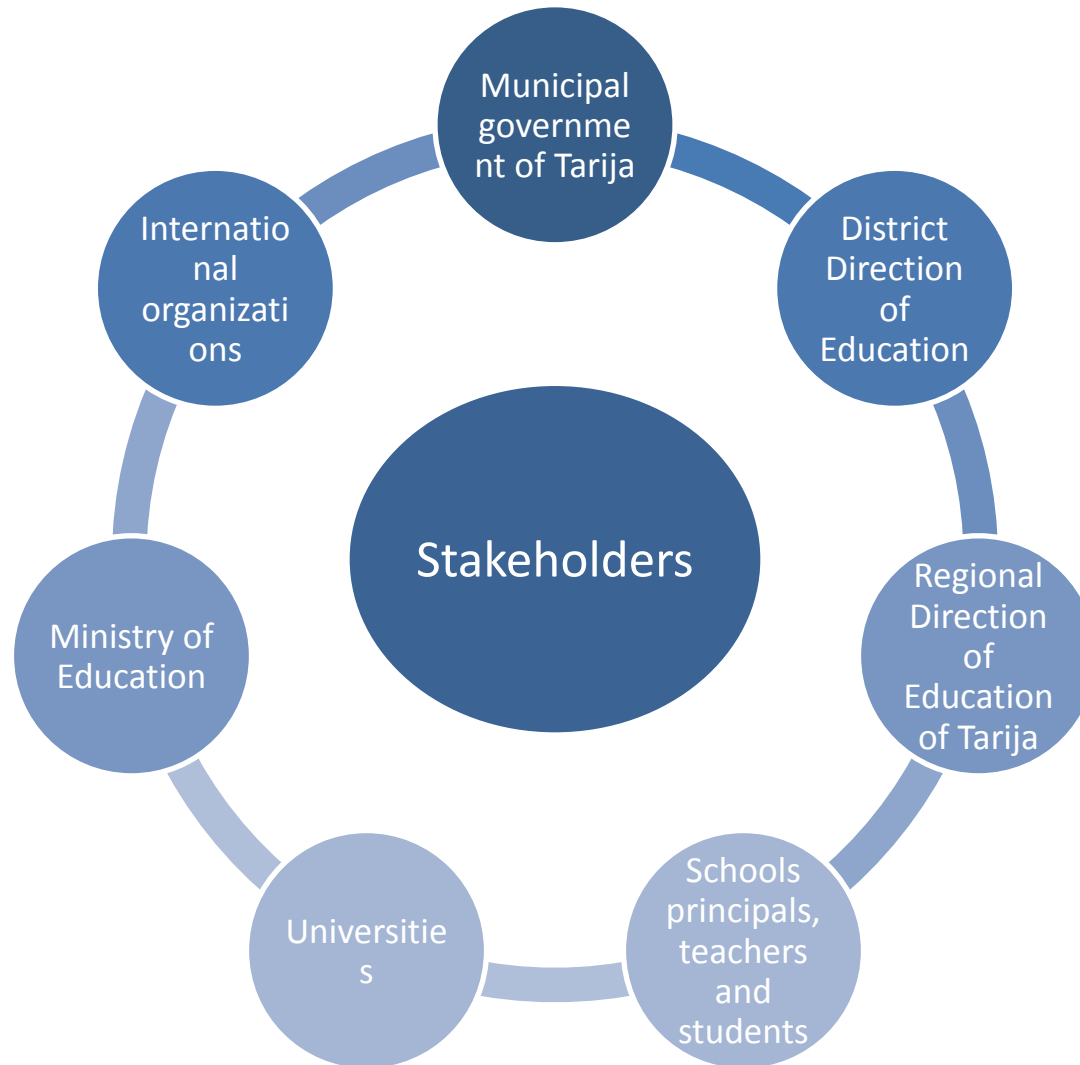 Municipal
governme
nt of Tarija
District
Direction
of
Education
Regional
Direction
of
Education
of Tarija
Schools
principals,
teachers
and
students
Universitie
s
Ministry of
Education
Internatio
nal
organizati
ons
Stakeholders